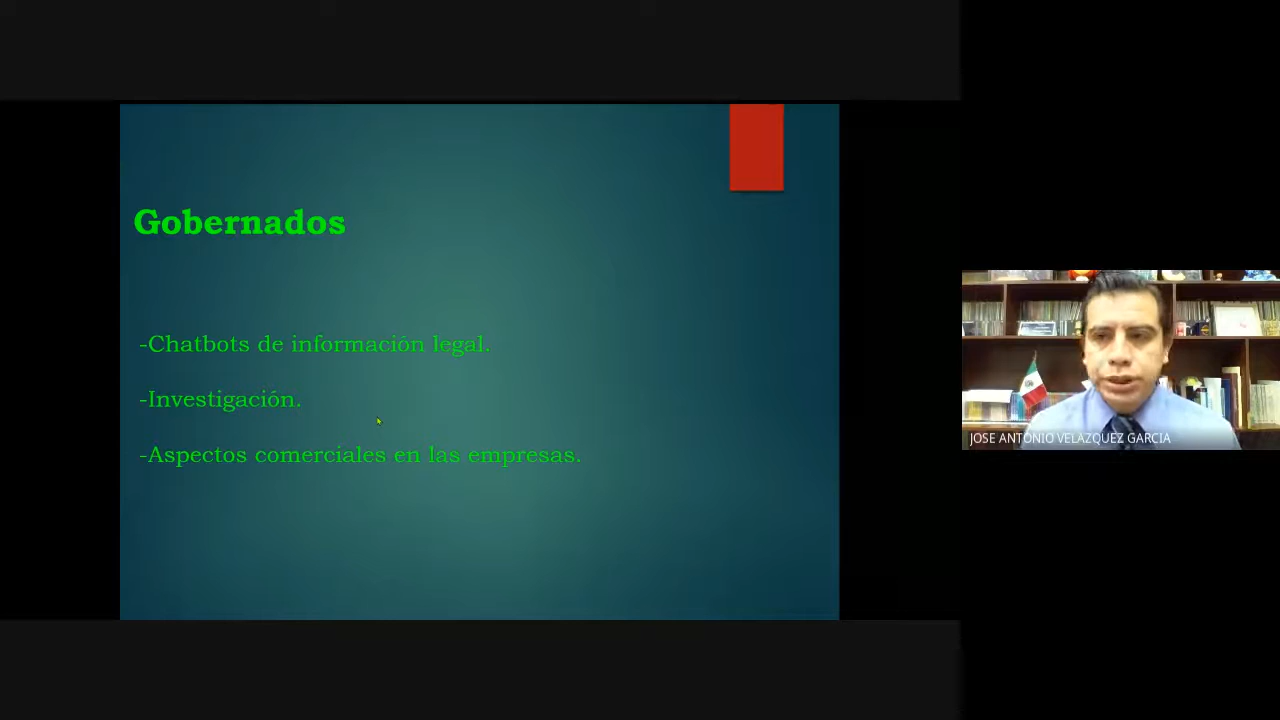 Gobernados
-Chatbots de información legal.
-Investigación.
-Aspectos comerciales en las empresas.
JOSE ANTONIO VELAZQUEZ GARCIA